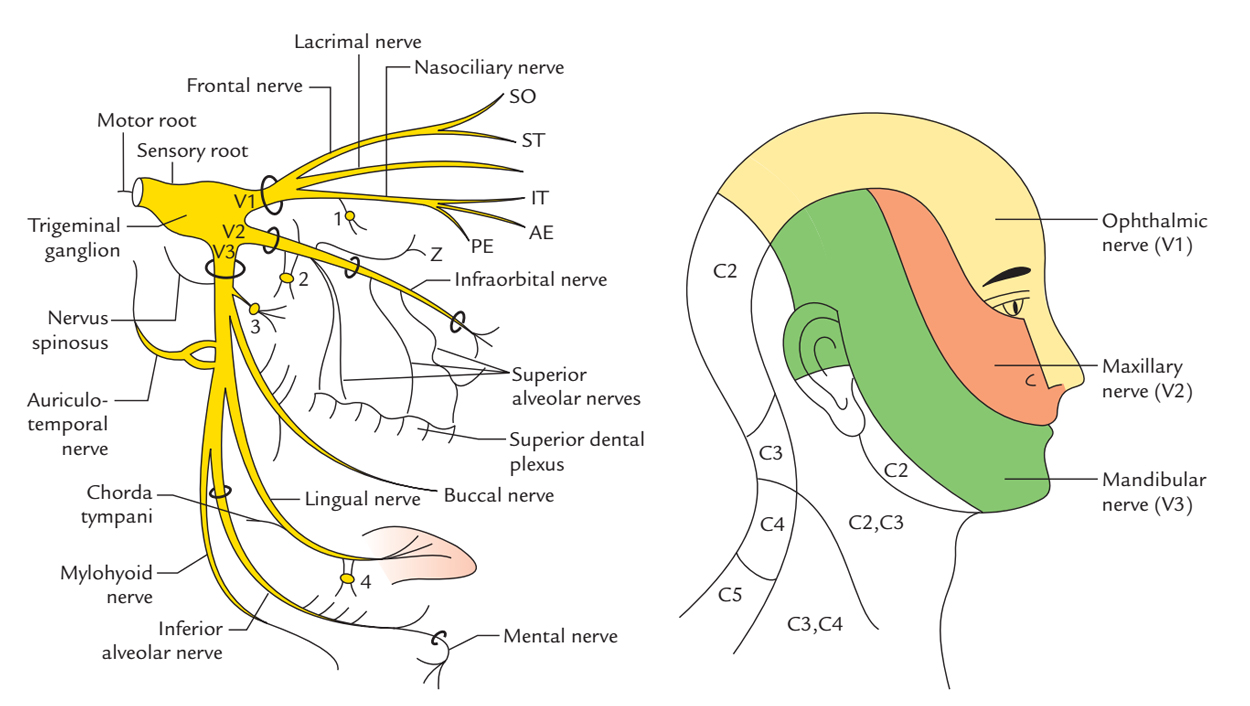 Lacrimal nerve
Nasociliary nerve
Frontal nerve
SO
Motor root
ST
Sensory root
V1
IT
1
Trigeminal
ganglion
V2
AE
PE
V3
Z
2
Infraorbital nerve
3
Nervus
spinosus
Superior
alveolar nerves
Auriculo-
temporal
nerve
Superior dental
plexus
Chorda
tympani
Lingual nerve
Buccal nerve
Mylohyoid
nerve
4
Inferior
alveolar nerve
Mental nerve
Ophthalmic
nerve (V1)
C2
Maxillary
nerve (V2)
C3
C2
Mandibular
nerve (V3)
C4
C2,C3
C5
C3,C4